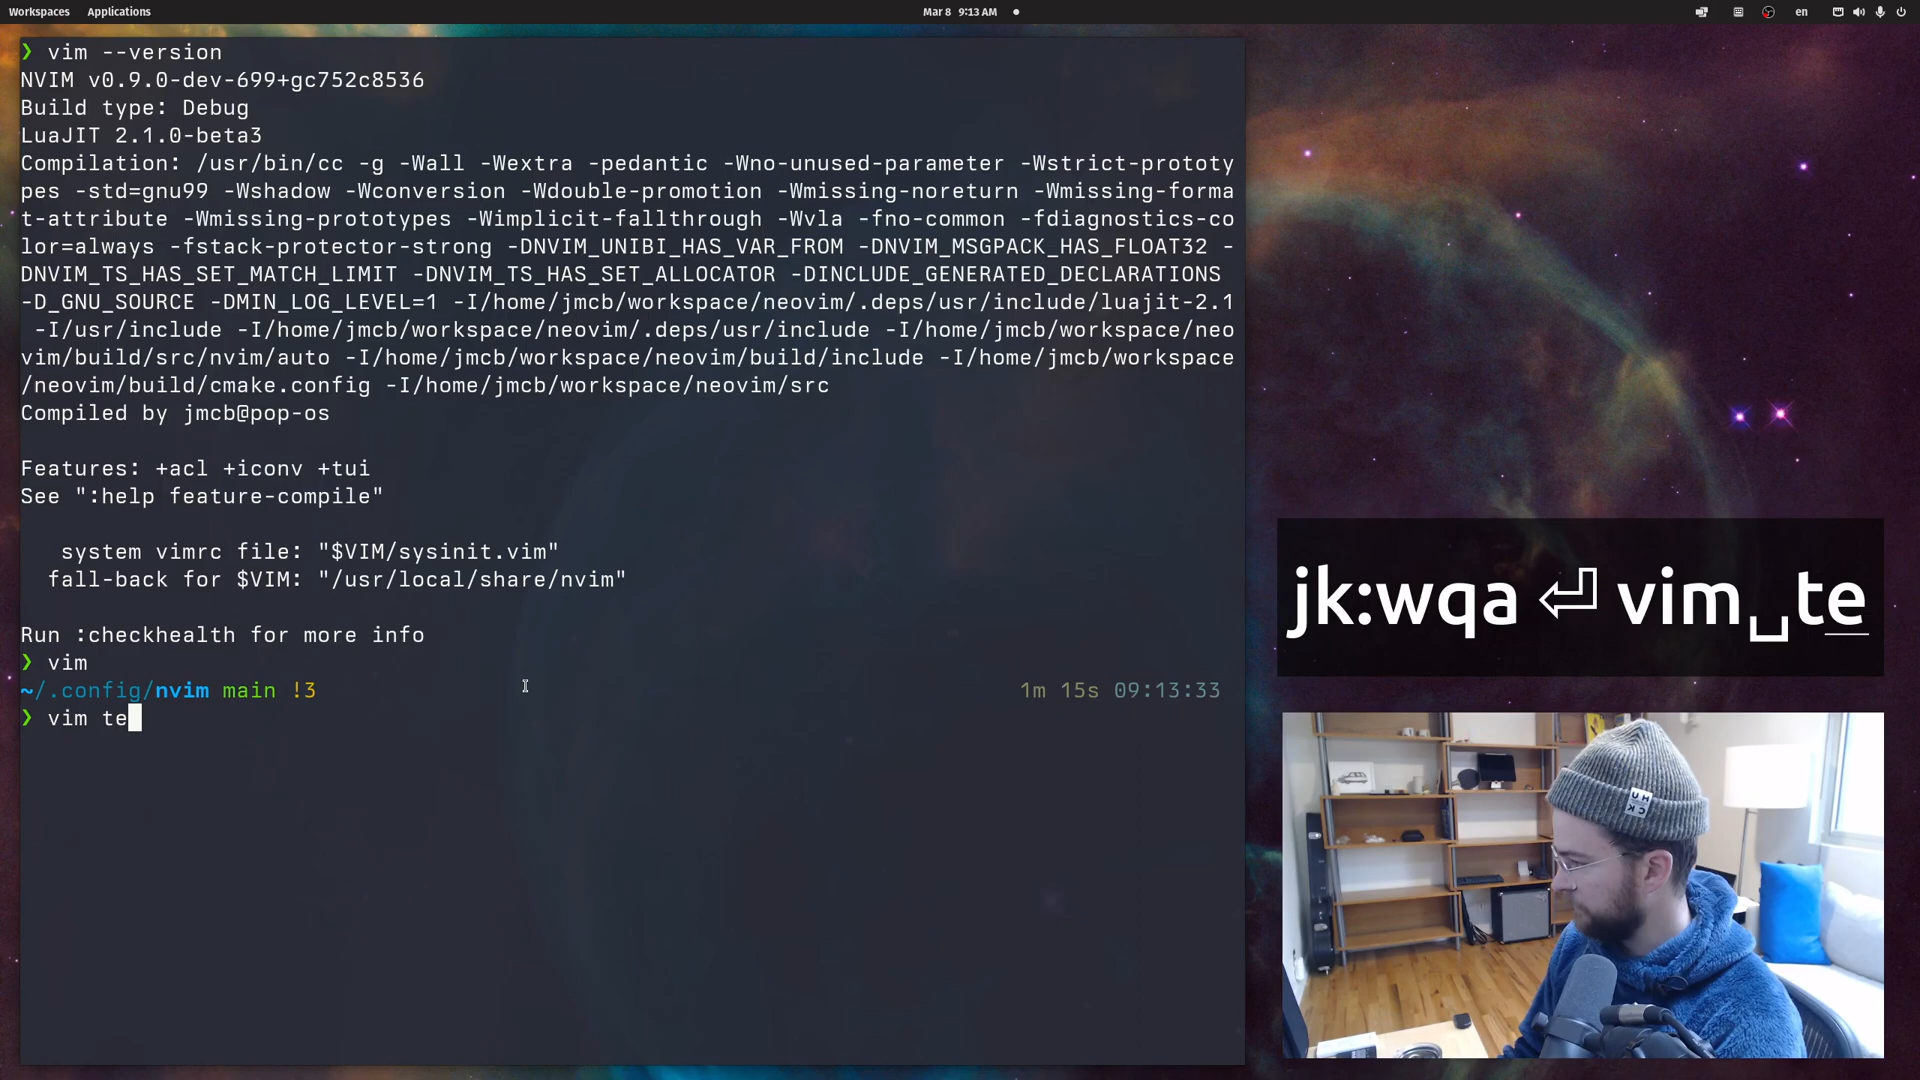 Workspaces Applications Mar 8 9:13 AM en
❯ vim --version
NVIM v0.9.0-dev-699+gc752c8536
Build type: Debug
LuaJIT 2.1.0-beta3
Compilation: /usr/bin/cc -g -Wall -Wextra -pedantic -Wno-unused-parameter -Wstrict-prototy
pes -std=gnu99 -Wshadow -Wconversion -Wdouble-promotion -Wmissing-noreturn -Wmissing-forma
t-attribute -Wmissing-prototypes -Wimplicit-fallthrough -Wvla -fno-common -fdiagnostics-co
lor=always -fstack-protector-strong -DNVIM_UNIBI_HAS_VAR_FROM -DNVIM_MSGPACK_HAS_FLOAT32 -
DNVIM_TS_HAS_SET_MATCH_LIMIT -DNVIM_TS_HAS_SET_ALLOCATOR -DINCLUDE_GENERATED_DECLARATIONS
-D_GNU_SOURCE -DMIN_LOG_LEVEL=1 -I/home/jmcb/workspace/neovim/.deps/usr/include/luajit-2.1
-I/usr/include -I/home/jmcb/workspace/neovim/.deps/usr/include -I/home/jmcb/workspace/neo
vim/build/src/nvim/auto -I/home/jmcb/workspace/neovim/build/include -I/home/jmcb/workspace
/neovim/build/cmake.config -I/home/jmcb/workspace/neovim/src
Compiled by jmcb@pop-os
Features: +acl +iconv +tui
See ":help feature-compile"
system vimrc file: "$VIM/sysinit.vim"
fall-back for $VIM: "/usr/local/share/nvim"
Run :checkhealth for more info
❯ vim
~/.config/nvim main !3 1m 15s 09:13:33
❯ vim te
jk:wqa ⏎ vim␣te